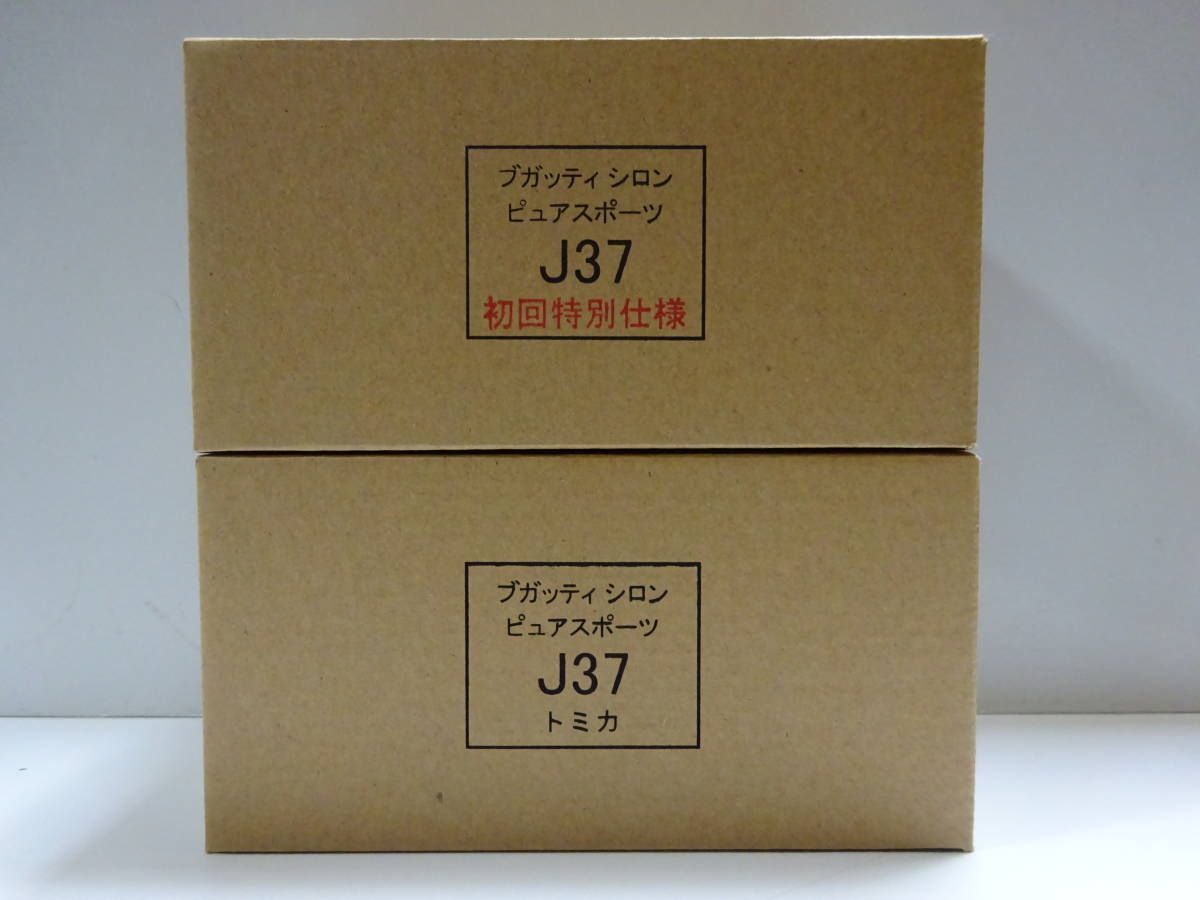 ブガッティ シロン
ピュアスポーツ
J37
初回特別仕様
ブガッティ シロン
ピュアスポーツ
J37
トミカ